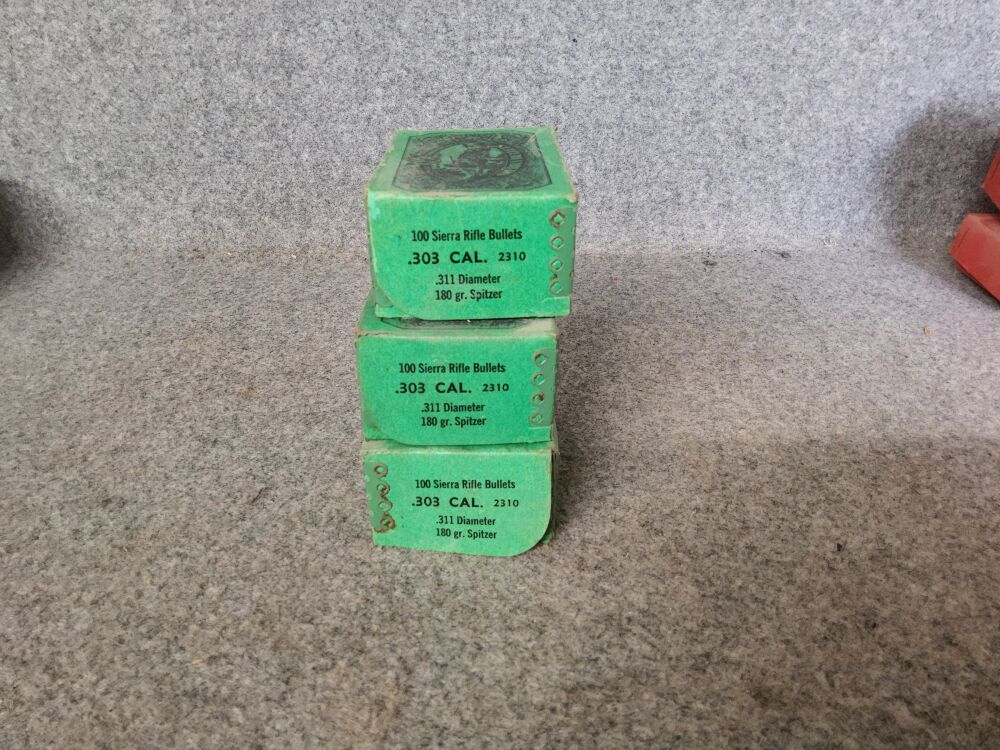 100 Sierra Rifle Bullets
.303 CAL. 2310
.311 Diameter
180 gr. Spitzer
100 Sierra Rifle Bullets
.303 CAL. 2310
.311 Diameter
180 gr. Spitzer
100 Sierra Rifle Bullets
.303 CAL. 2310
.311 Diameter
180 gr. Spitzer